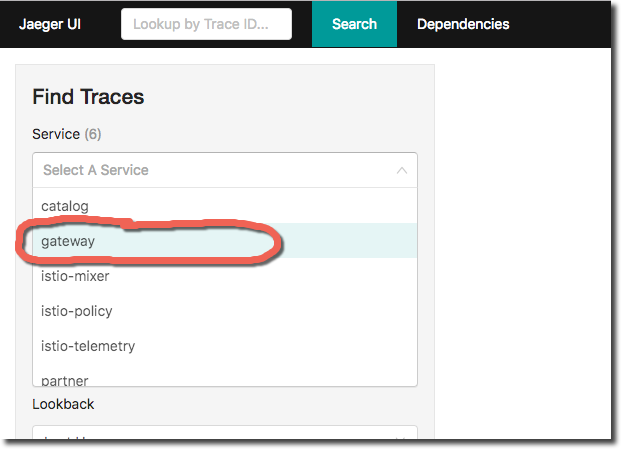 Jaeger UI Lookup by Trace ID... Search Dependencies
Find Traces
Service (6)
Select A Service
catalog
gateway
istio-mixer
istio-policy
istio-telemetry
partner
Lookback